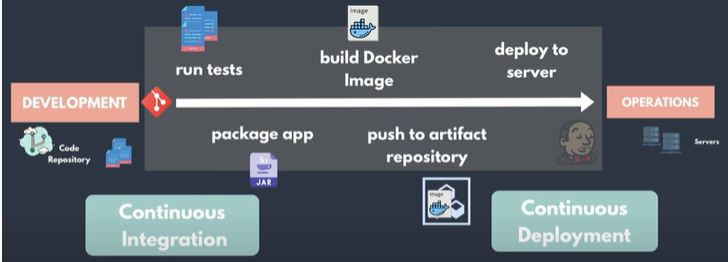 run tests
Image
build Docker
Image
deploy to
server
DEVELOPMENT
OPERATIONS
Code
Repository
package app
JAR
push to artifact
repository
Servers
Image
Continuous
Integration
Continuous
Deployment